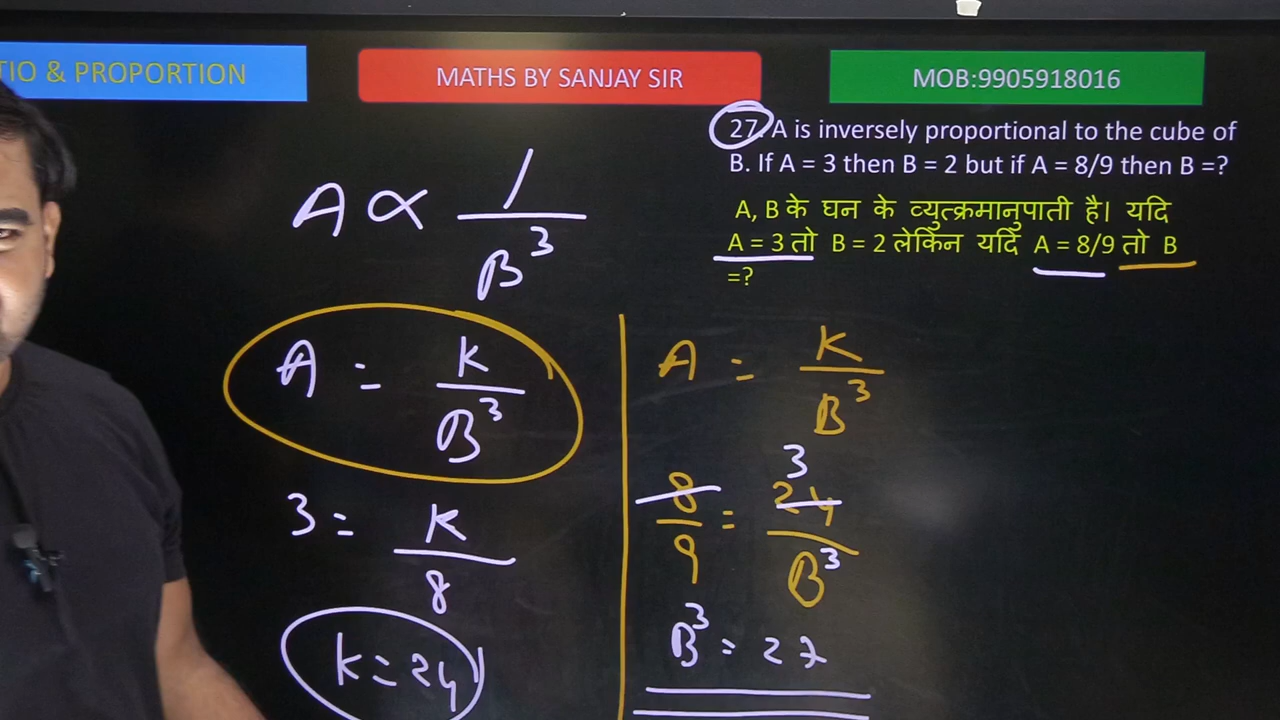 TIO & PROPORTION
MATHS BY SANJAY SIR
MOB:9905918016
27. A is inversely proportional to the cube of
B. If A = 3 then B = 2 but if A = 8/9 then B =?
A, B के घन के व्युत्क्रमानुपाती है। यदि
A = 3 तो B = 2 लेकिन यदि A = 8/9 तो B
=?
A ∝ 1/B³
A = K/B³
3 = K/8
K = 24
A = K/B³
3
8/9 = 24/B³
B³ = 27